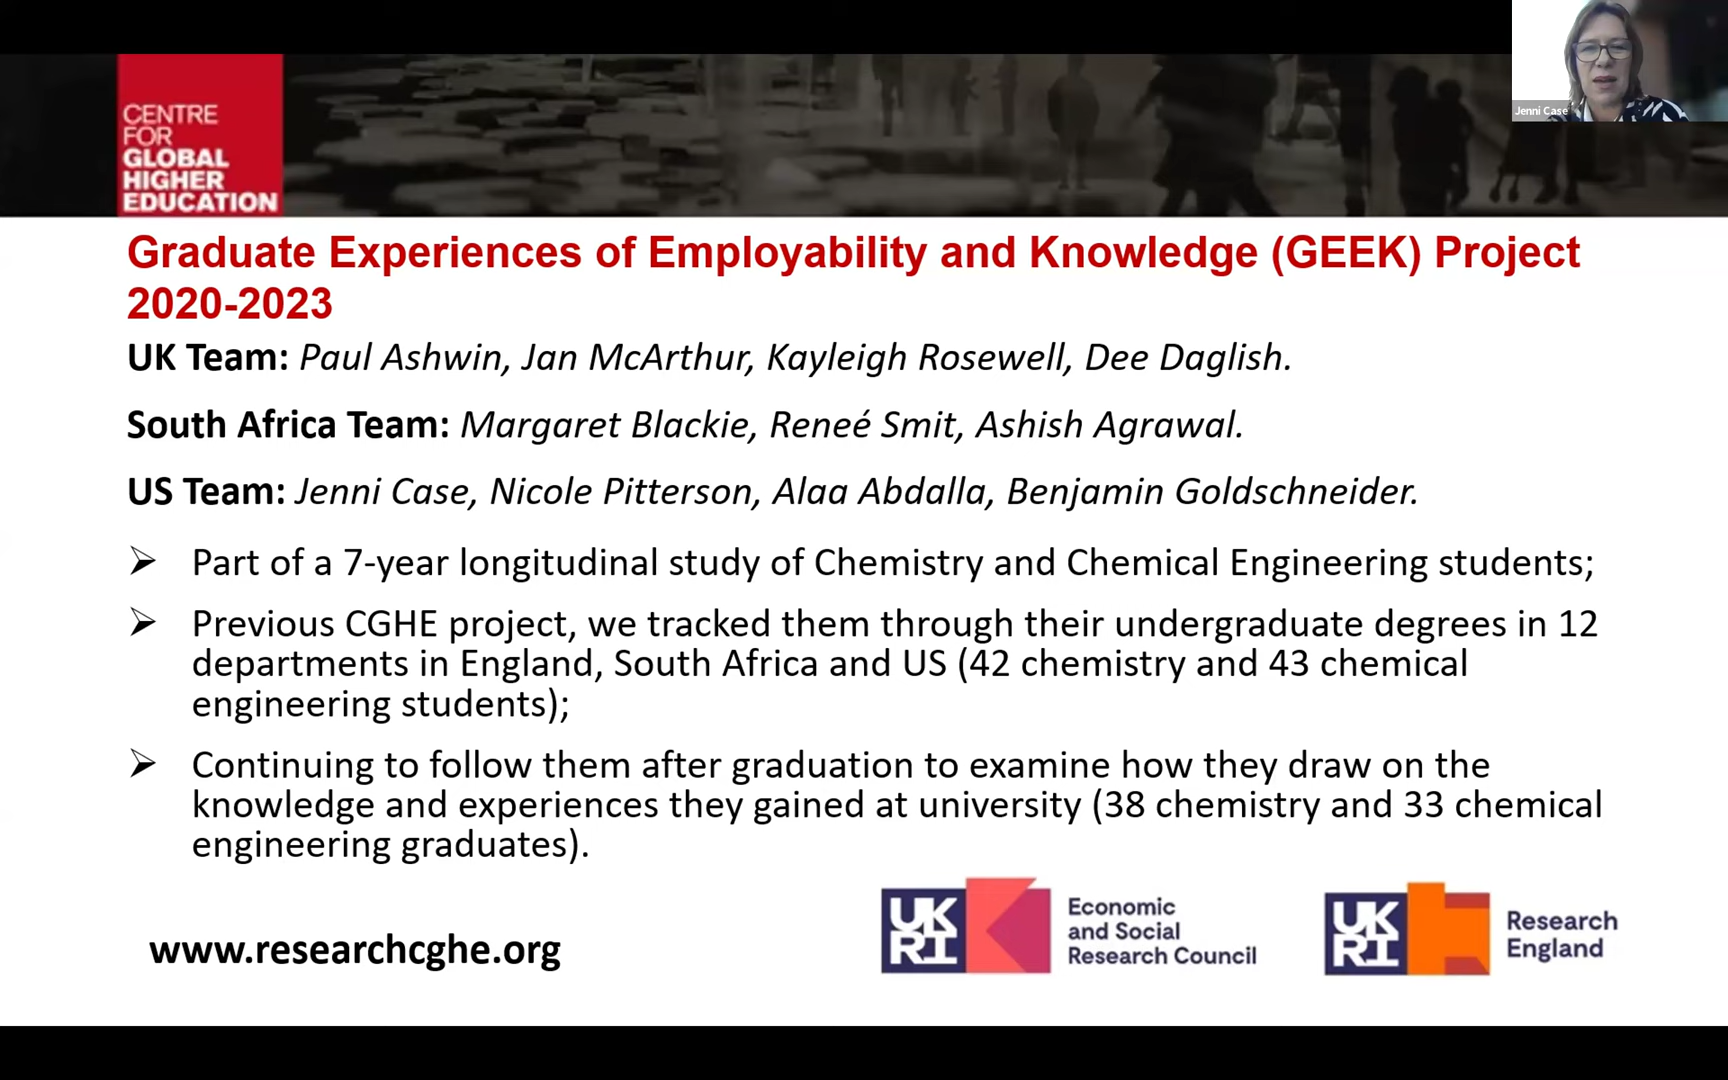 Jenni Case
CENTRE
FOR
GLOBAL
HIGHER
EDUCATION
Graduate Experiences of Employability and Knowledge (GEEK) Project
2020-2023
UK Team: Paul Ashwin, Jan McArthur, Kayleigh Rosewell, Dee Daglish.
South Africa Team: Margaret Blackie, Reneé Smit, Ashish Agrawal.
US Team: Jenni Case, Nicole Pitterson, Alaa Abdalla, Benjamin Goldschneider.
Part of a 7-year longitudinal study of Chemistry and Chemical Engineering students;
Previous CGHE project, we tracked them through their undergraduate degrees in 12
departments in England, South Africa and US (42 chemistry and 43 chemical
engineering students);
Continuing to follow them after graduation to examine how they draw on the
knowledge and experiences they gained at university (38 chemistry and 33 chemical
engineering graduates).
www.researchcghe.org
UK
RI
Economic
and Social
Research Council
UK
RI
Research
England